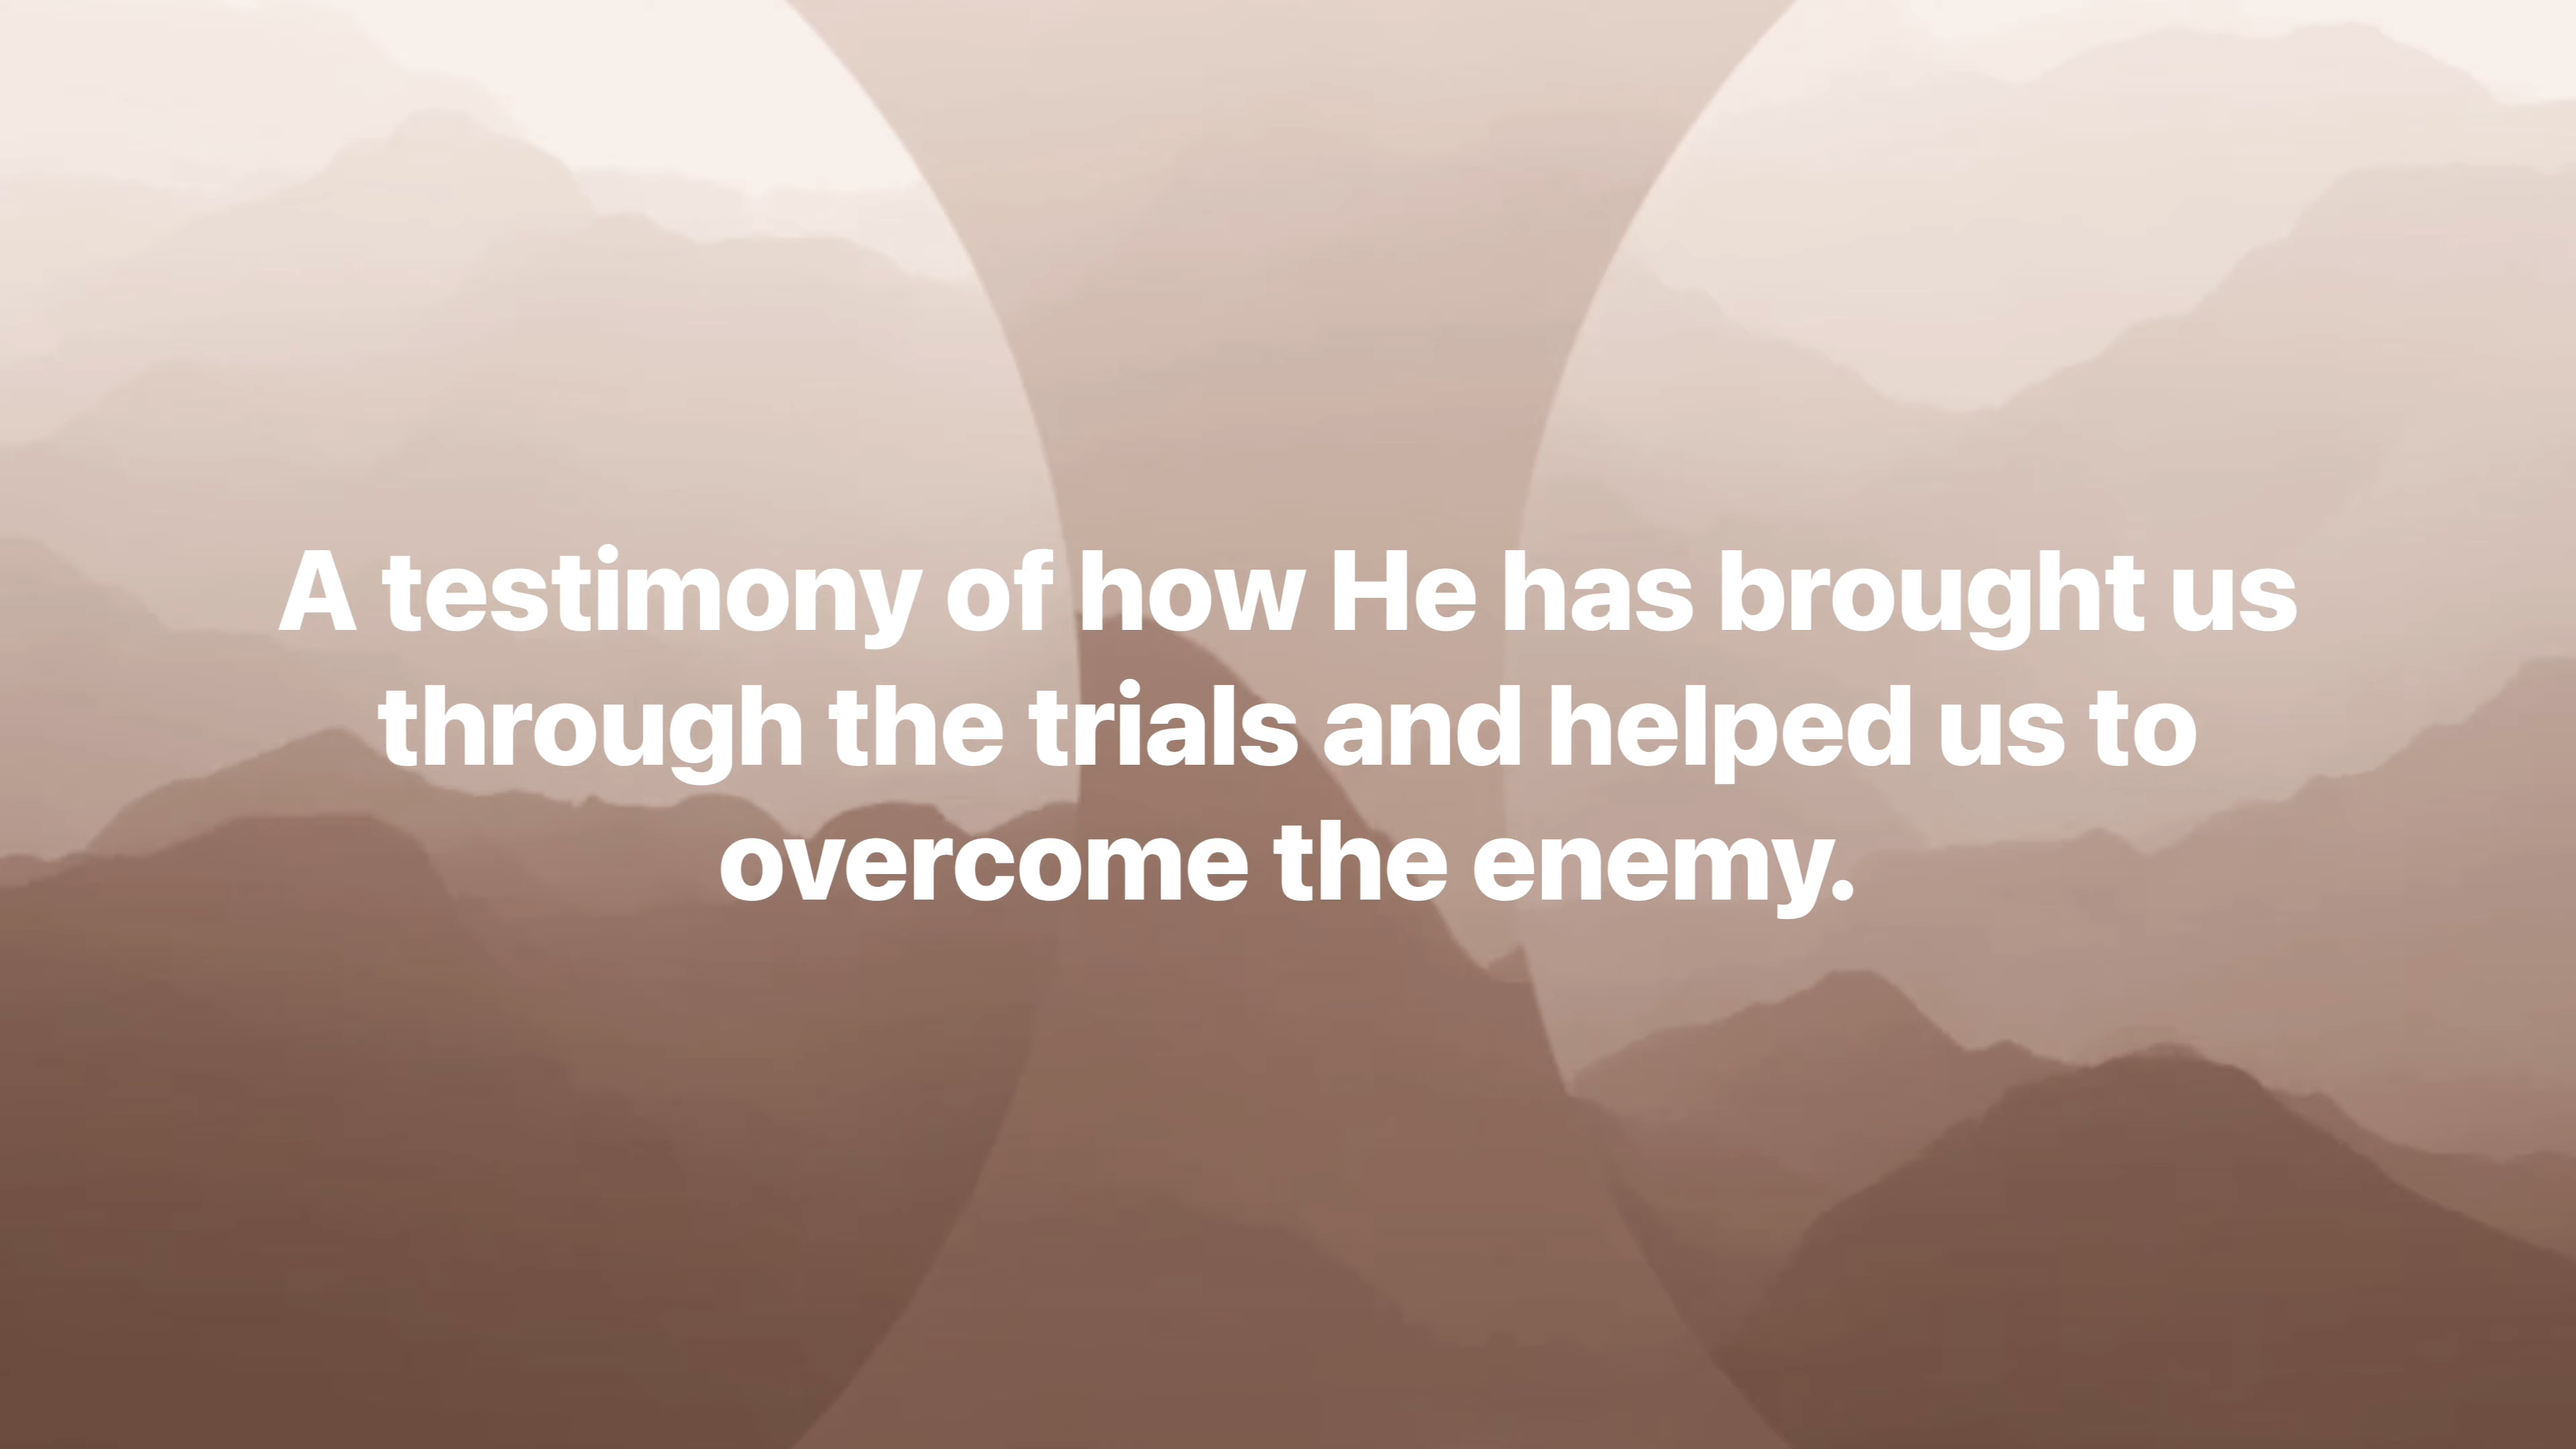 A testimony of how He has brought us
through the trials and helped us to
overcome the enemy.